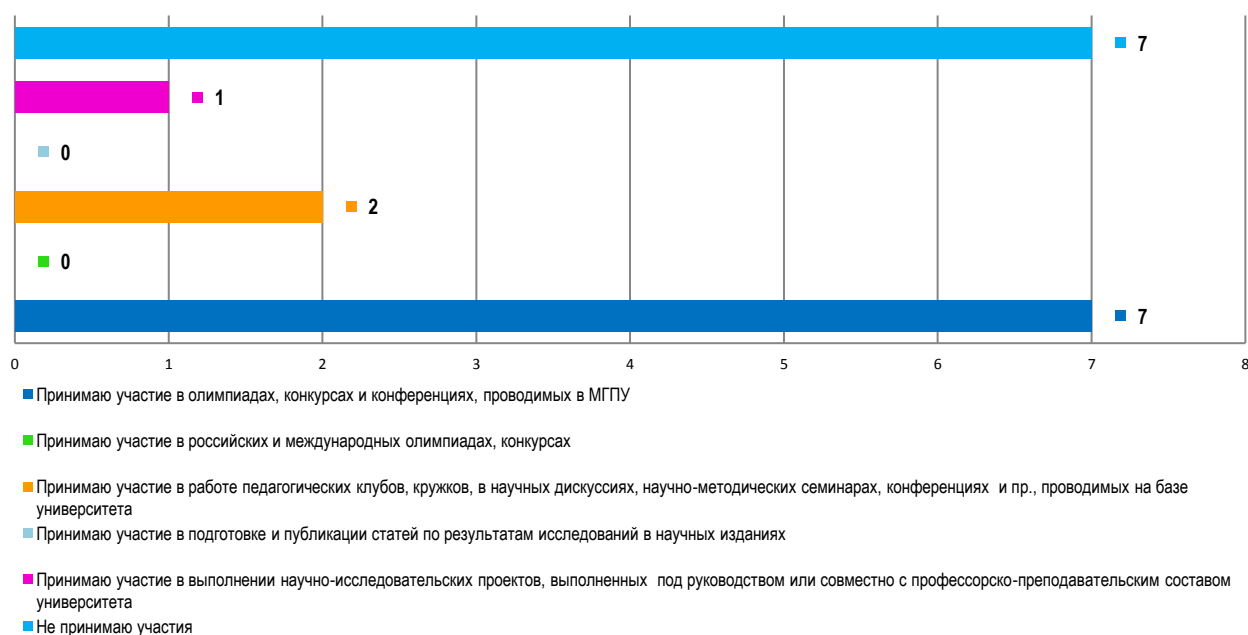 7
1
0
2
0
7
0 1 2 3 4 5 6 7 8
Принимаю участие в олимпиадах, конкурсах и конференциях, проводимых в МГПУ
Принимаю участие в российских и международных олимпиадах, конкурсах
Принимаю участие в работе педагогических клубов, кружков, в научных дискуссиях, научно-методических семинарах, конференциях и пр., проводимых на базе
университета
Принимаю участие в подготовке и публикации статей по результатам исследований в научных изданиях
Принимаю участие в выполнении научно-исследовательских проектов, выполненных под руководством или совместно с профессорско-преподавательским составом
университета
Не принимаю участия